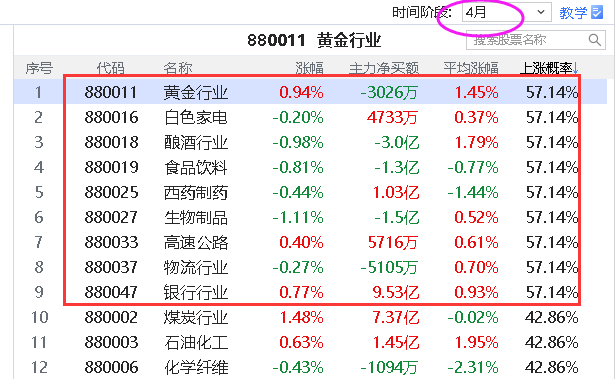 时间阶段: 4月 教学
880011 黄金行业 搜索股票名称
序号 代码 名称 涨幅 主力净买额 平均涨幅 上涨概率↓
1 880011 黄金行业 0.94% -3026万 1.45% 57.14%
2 880016 白色家电 -0.20% 4733万 0.37% 57.14%
3 880018 酿酒行业 -0.98% -3.0亿 1.79% 57.14%
4 880019 食品饮料 -0.81% -1.3亿 -0.77% 57.14%
5 880025 西药制药 -0.44% 1.03亿 -1.44% 57.14%
6 880027 生物制品 -1.11% -1.5亿 0.52% 57.14%
7 880033 高速公路 0.40% 5716万 0.61% 57.14%
8 880037 物流行业 -0.27% -5105万 0.70% 57.14%
9 880047 银行行业 0.77% 9.53亿 0.93% 57.14%
10 880002 煤炭行业 1.48% 7.37亿 -0.02% 42.86%
11 880003 石油化工 0.63% 1.45亿 1.95% 42.86%
12 880006 化学纤维 -0.43% -1094万 -2.31% 42.86%